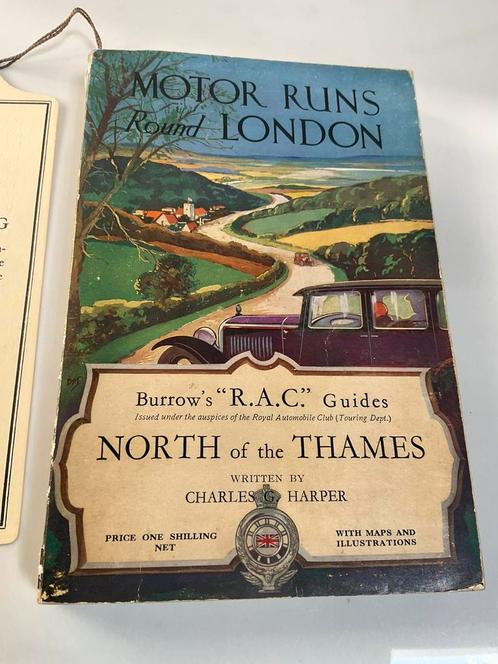 MOTOR RUNS
Round LONDON
Burrow's "R.A.C." Guides
Issued under the auspices of the Royal Automobile Club (Touring Dept.)
NORTH of the THAMES
WRITTEN BY
CHARLES G. HARPER
PRICE ONE SHILLING
NET
WITH MAPS AND
ILLUSTRATIONS
G